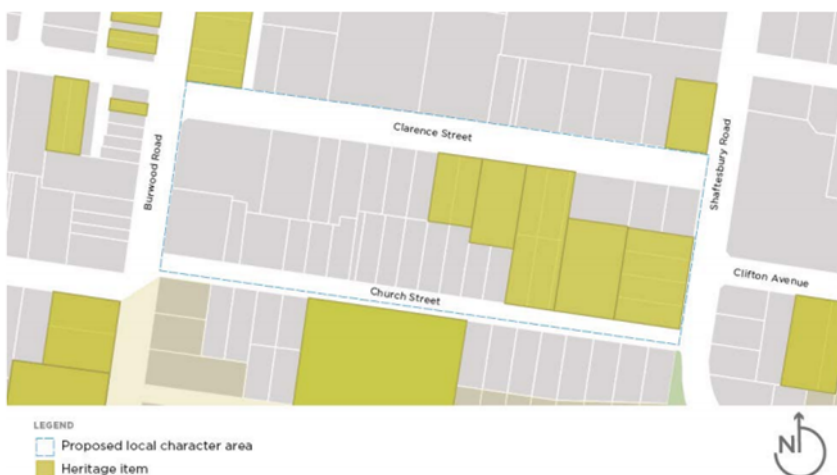 Clarence Street
Burwood Road
Shaftesbury Road
Clifton Avenue
Church Street
LEGEND
Proposed local character area
Heritage item
N